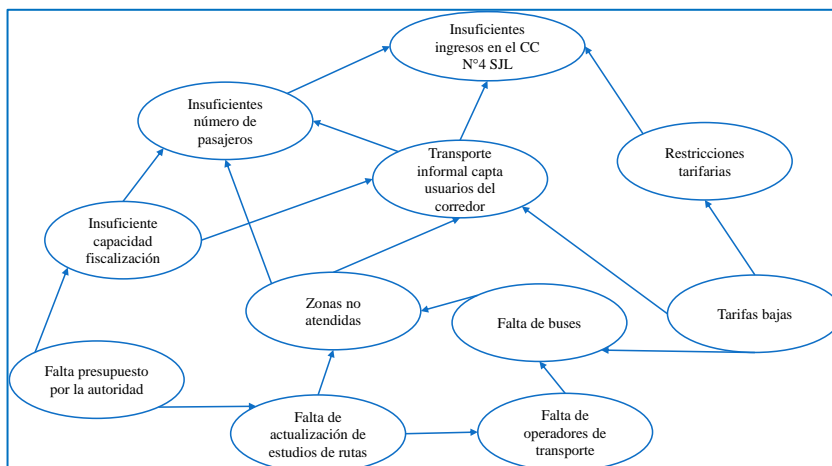 Insuficientes
ingresos en el CC
N°4 SJL
Insuficientes
número de
pasajeros
Transporte
informal capta
usuarios del
corredor
Restricciones
tarifarias
Insuficiente
capacidad
fiscalización
Zonas no
atendidas
Falta de buses
Tarifas bajas
Falta presupuesto
por la autoridad
Falta de
actualización de
estudios de rutas
Falta de
operadores de
transporte